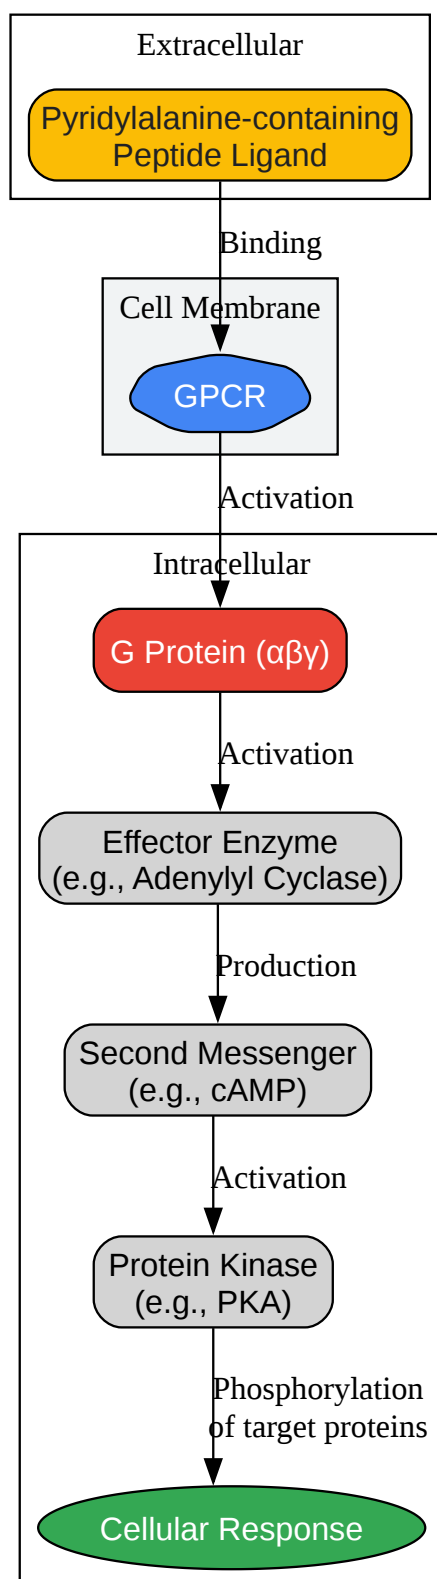 Extracellular
Pyridylalanine-containing
Peptide Ligand
Binding
Cell Membrane
GPCR
Activation
Intracellular
G Protein (αβγ)
Activation
Effector Enzyme
(e.g., Adenylyl Cyclase)
Production
Second Messenger
(e.g., cAMP)
Activation
Protein Kinase
(e.g., PKA)
Phosphorylation
of target proteins
Cellular Response